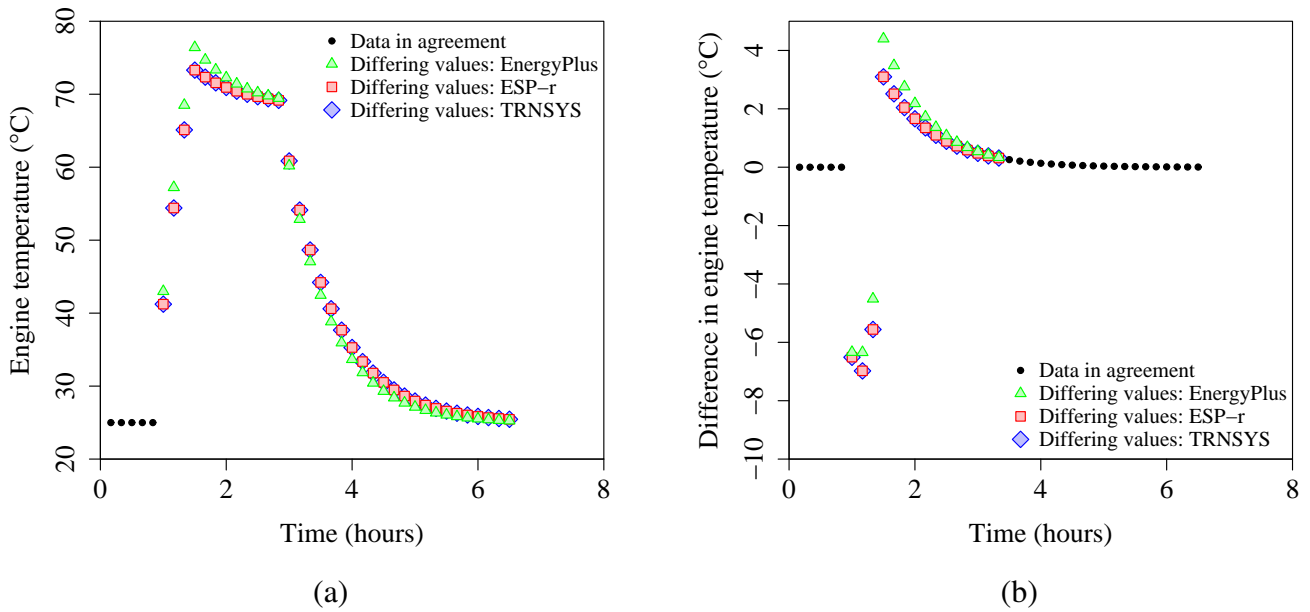 80
70
60
50
40
30
20
Engine temperature (°C)
Data in agreement
Differing values: EnergyPlus
Differing values: ESP−r
Differing values: TRNSYS
0 2 4 6 8
Time (hours)
(a)
4
2
0
−2
−4
−6
−8
−10
Difference in engine temperature (°C)
Data in agreement
Differing values: EnergyPlus
Differing values: ESP−r
Differing values: TRNSYS
0 2 4 6 8
Time (hours)
(b)